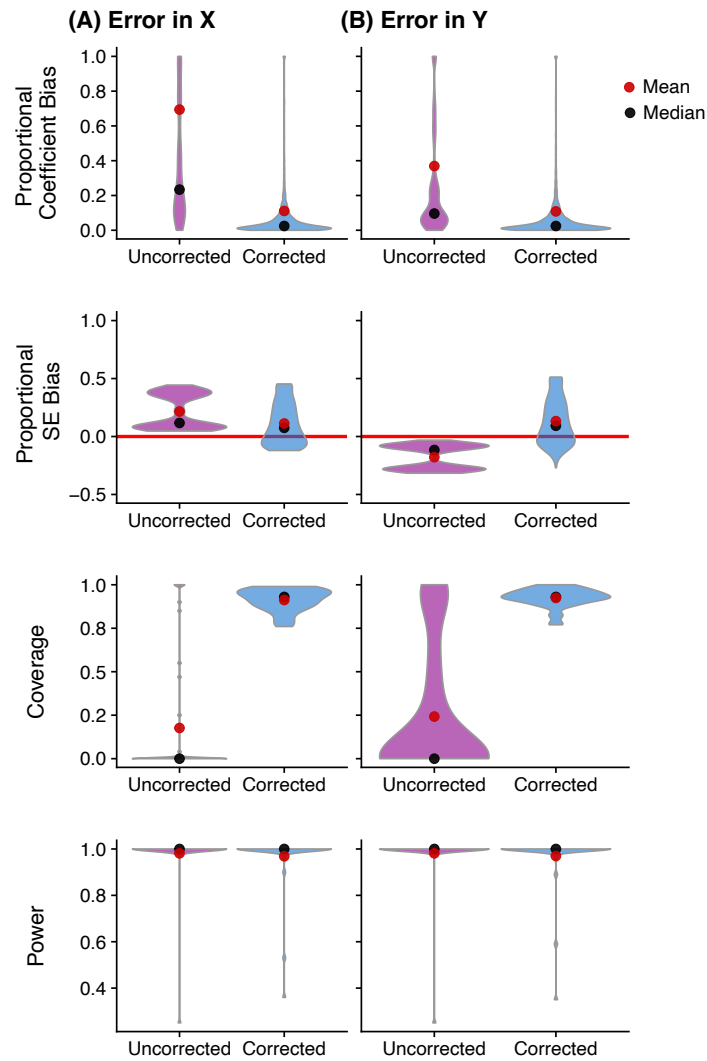 (A) Error in X
(B) Error in Y
Proportional
Coefficient Bias
1.0
0.8
0.6
0.4
0.2
0.0
Uncorrected
Corrected
Uncorrected
Corrected
Mean
Median
Proportional
SE Bias
1.0
0.5
0.0
−0.5
Uncorrected
Corrected
Uncorrected
Corrected
Coverage
1.0
0.8
0.5
0.2
0.0
Uncorrected
Corrected
Uncorrected
Corrected
Power
1.0
0.8
0.6
0.4
Uncorrected
Corrected
Uncorrected
Corrected